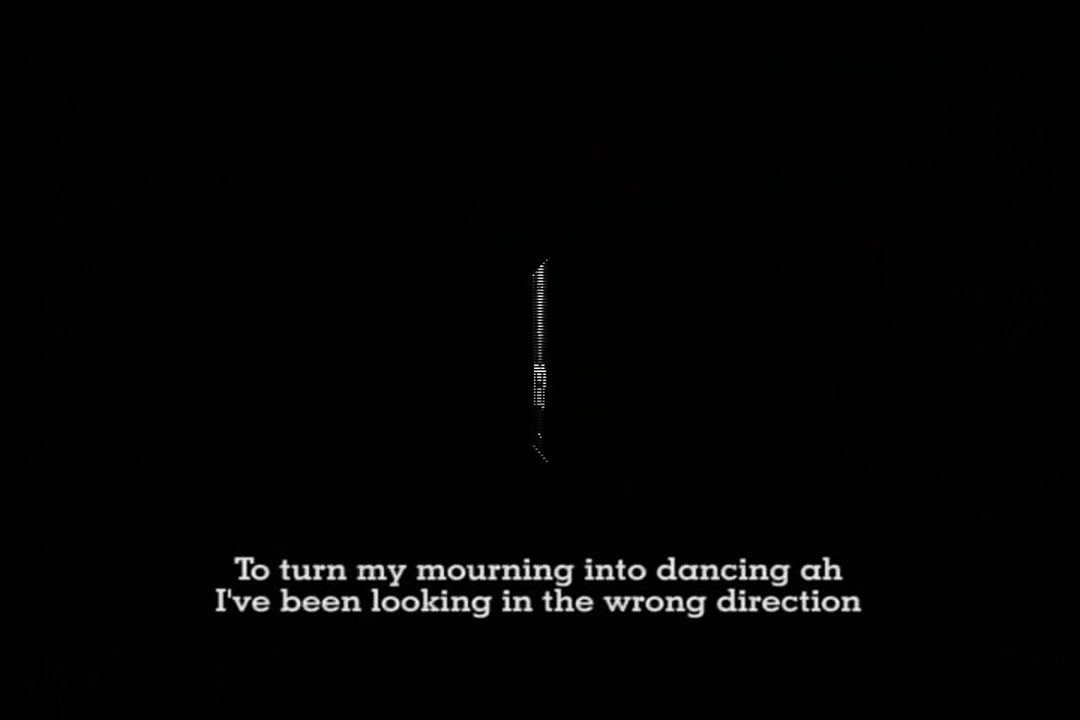 To turn my mourning into dancing ah
I've been looking in the wrong direction